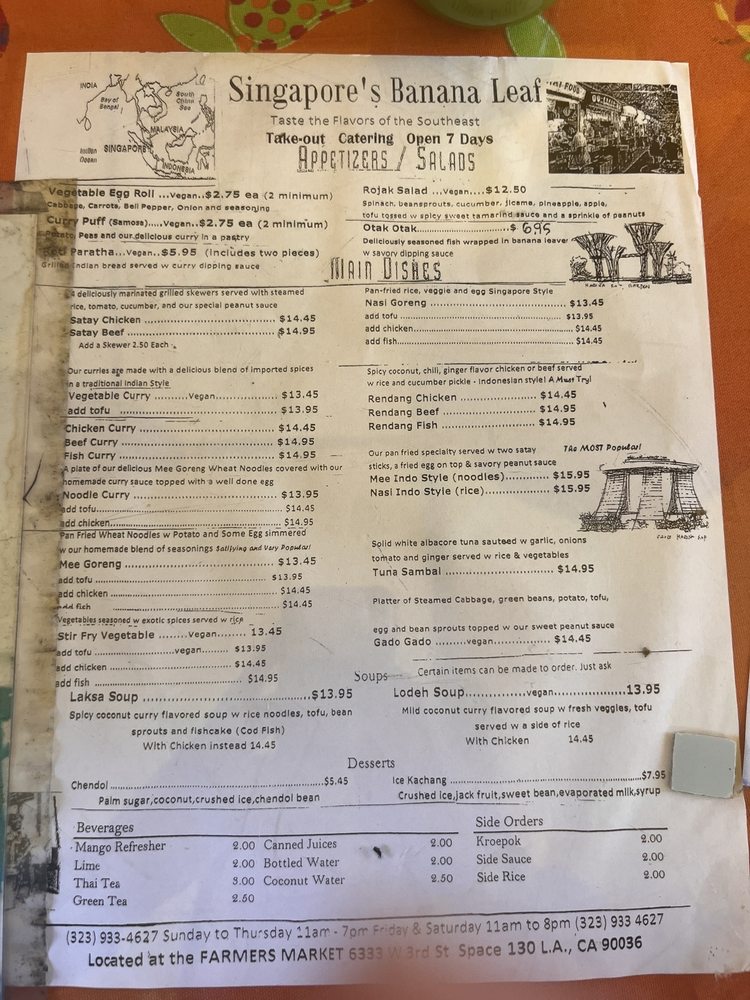 Singapore's Banana Leaf
Taste the Flavors of the Southeast
Take-out Catering Open 7 Days
INDIA
Bay of Bengal
South China Sea
MALAYSIA
Indian Ocean
SINGAPORE
INDONESIA
APPETIZERS / SALADS
Vegetable Egg Roll ...Vegan..$2.75 ea (2 minimum)
Cabbage, Carrots, Bell Pepper, Onion and seasoning
Curry Puff (Samosa).....Vegan..$2.75 ea (2 minimum)
Potato, Peas and our delicious curry in a pastry
Paratha...Vegan..$5.95 (includes two pieces)
Grilled Indian bread served w curry dipping sauce
Rojak Salad ...Vegan....$12.50
Spinach, beansprouts, cucumber, jicama, pineapple, apple,
tofu tossed w spicy sweet tamarind sauce and a sprinkle of peanuts
Otak Otak..............................$ 695
Deliciously seasoned fish wrapped in banana leaves
w savory dipping sauce
MAIN DISHES
4 deliciously marinated grilled skewers served with steamed
rice, tomato, cucumber, and our special peanut sauce
Satay Chicken .............................. $14.45
Satay Beef .................................. $14.95
Add a Skewer 2.50 Each
Our curries are made with a delicious blend of imported spices
in a traditional Indian Style
Vegetable Curry .........Vegan............ $13.45
add tofu .................................... $13.95
Chicken Curry .............................. $14.45
Beef Curry .................................. $14.95
Fish Curry ................................... $14.95
A plate of our delicious Mee Goreng Wheat Noodles covered with our
homemade curry sauce topped with a well done egg
Noodle Curry .............................. $13.95
add tofu...................................... $14.45
add chicken.................................. $14.95
Pan Fried Wheat Noodles w Potato and Some Egg simmered
w our homemade blend of seasonings Satifying and Very Popular!
Mee Goreng .............................. $13.45
add tofu .................................... $13.95
add chicken ................................ $14.45
add fich .................................... $14.45
Vegetables seasoned w exotic spices served w rice
Stir Fry Vegetable ........Vegan........ 13.45
add tofu .......................vegan........ $13.95
add chicken ................................ $14.45
add fish .................................... $14.95
Pan-fried rice, veggie and egg Singapore Style
Nasi Goreng .............................. $13.45
add tofu .................................... $13.95
add chicken.................................. $14.45
add fish...................................... $14.45
Spicy coconut, chili, ginger flavor chicken or beef served
w rice and cucumber pickle - Indonesian style! A Must Try!
Rendang Chicken ........................ $14.45
Rendang Beef ............................ $14.95
Rendang Fish ............................ $14.95
Our pan fried specialty served w two satay
THe MOST Popular!
sticks, a fried egg on top & savory peanut sauce
Mee Indo Style (noodles)..............$15.95
Nasi Indo Style (rice).................. $15.95
Solid white albacore tuna sauteed w garlic, onions
tomato and ginger served w rice & vegetables
Tuna Sambal .............................. $14.95
Platter of Steamed Cabbage, green beans, potato, tofu,
egg and bean sprouts topped w our sweet peanut sauce
Gado Gado .........vegan............ $14.45
Soups
Certain items can be made to order. Just ask
Laksa Soup ..............................$13.95
Spicy coconut curry flavored soup w rice noodles, tofu, bean
sprouts and fishcake (Cod Fish)
With Chicken instead 14.45
Lodeh Soup..............vegan..............13.95
Mild coconut curry flavored soup w fresh veggies, tofu
served w a side of rice
With Chicken 14.45
Desserts
Chendol ..............................$5.45
Palm sugar,coconut,crushed ice,chendol bean
Ice Kachang ..............................$7.95
Crushed ice,jack fruit,sweet bean,evaporated milk,syrup
Beverages
Mango Refresher 2.00
Lime 2.00
Thai Tea 3.00
Green Tea 2.50
Canned Juices 2.00
Bottled Water 2.00
Coconut Water 2.50
Side Orders
Kroepok 2.00
Side Sauce 2.00
Side Rice 2.00
(323) 933-4627 Sunday to Thursday 11am - 7pm Friday & Saturday 11am to 8pm (323) 933 4627
Located at the FARMERS MARKET 6333 W 3rd St Space 130 L.A., CA 90036